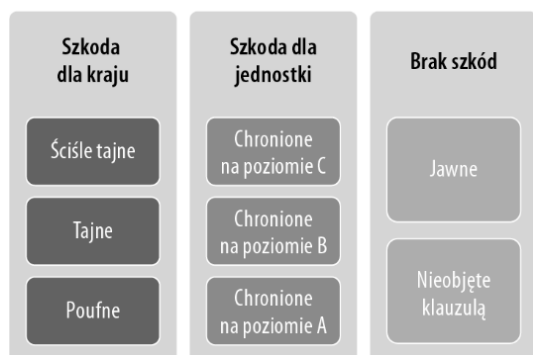 Szkoda
dla kraju
Ściśle tajne
Tajne
Poufne
Szkoda dla
jednostki
Chronione
na poziomie C
Chronione
na poziomie B
Chronione
na poziomie A
Brak szkód
Jawne
Nieobjęte
klauzulą